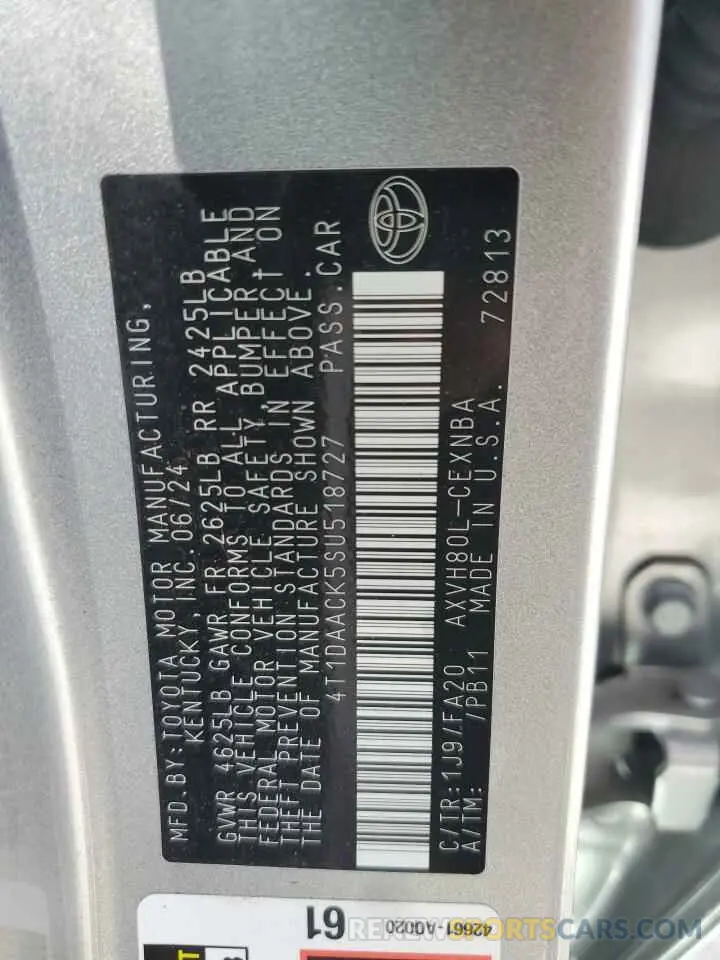 MFD.BY:TOYOTA MOTOR MANUFACTURING,
KENTUCKY, INC.06/24
GVWR 4625LB GAWR FR 2625LB RR 2425LB
THIS VEHICLE CONFORMS TO ALL APPLICABLE
FEDERAL MOTOR VEHICLE SAFETY, BUMPER, AND
THEFT PREVENTION STANDARDS IN EFFECT ON
THE DATE OF MANUFACTURE SHOWN ABOVE.
4T1DAACK5SU518727 PASS.CAR
C/TR:1J9/FA20 AXVH80L-CEXNBA
A/TM: /PB11 MADE IN U.S.A. 72813
61
42661-A0020
RENEWSPORTSCARS.COM